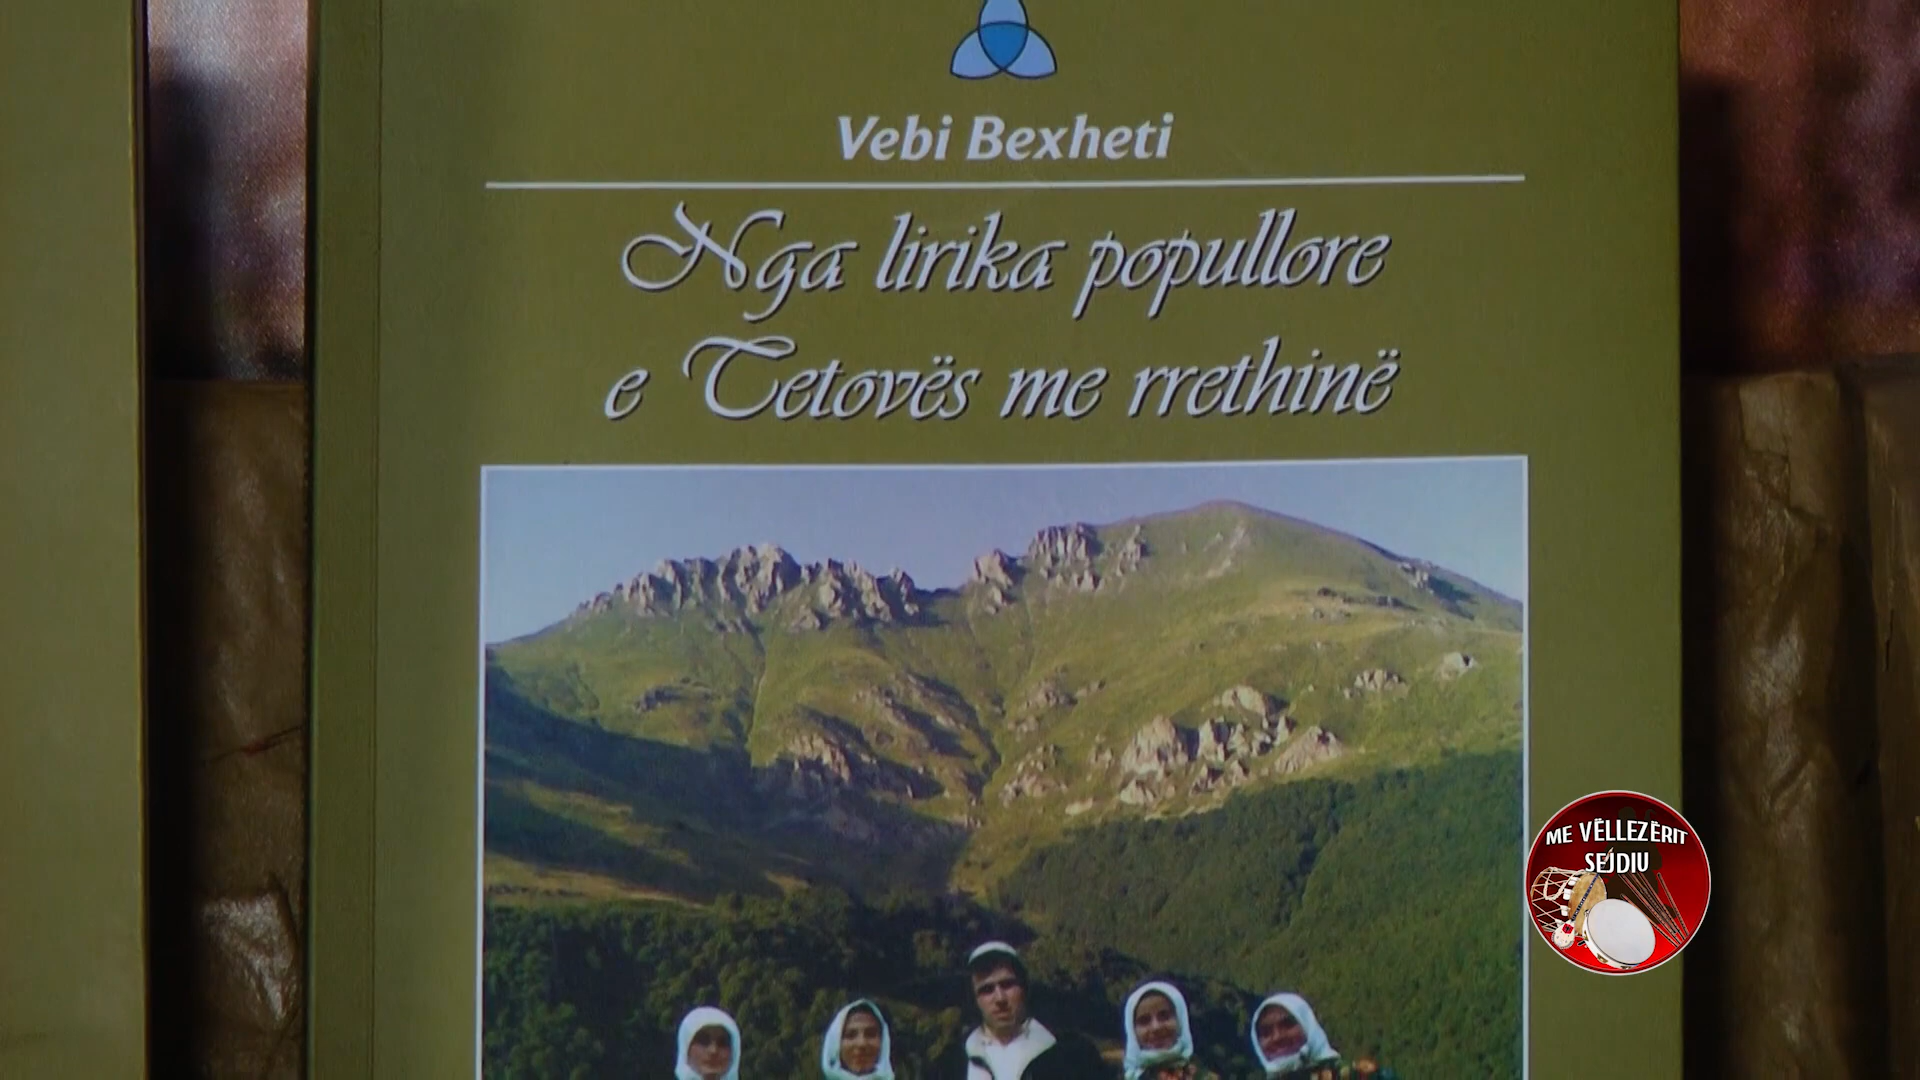 Vebi Bexheti
Nga lirika popullore
e Tetovës me rrethinë
ME VËLLEZËRIT
SEJDIU